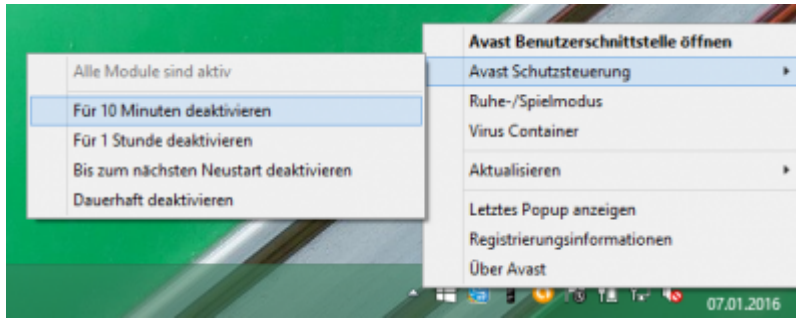 Avast Benutzerschnittstelle öffnen
Avast Schutzsteuerung
Ruhe-/Spielmodus
Virus Container
Aktualisieren
Letztes Popup anzeigen
Registrierungsinformationen
Über Avast
Alle Module sind aktiv
Für 10 Minuten deaktivieren
Für 1 Stunde deaktivieren
Bis zum nächsten Neustart deaktivieren
Dauerhaft deaktivieren
07.01.2016